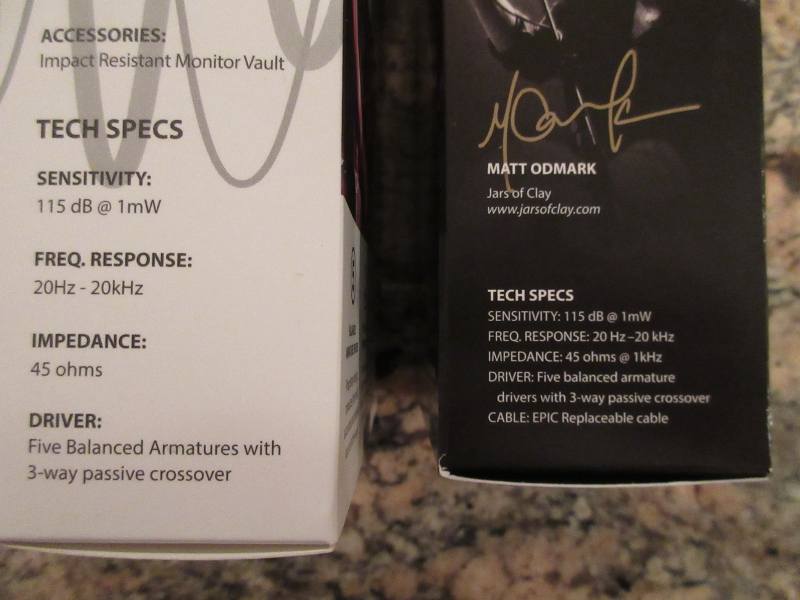 ACCESSORIES:
Impact Resistant Monitor Vault
TECH SPECS
SENSITIVITY:
115 dB @ 1mW
FREQ. RESPONSE:
20Hz - 20kHz
IMPEDANCE:
45 ohms
DRIVER:
Five Balanced Armatures with
3-way passive crossover
MATT ODMARK
Jars of Clay
www.jarsofclay.com
TECH SPECS
SENSITIVITY: 115 dB @ 1mW
FREQ. RESPONSE: 20 Hz–20 kHz
IMPEDANCE: 45 ohms @ 1kHz
DRIVER: Five balanced armature
drivers with 3-way passive crossover
CABLE: EPIC Replaceable cable